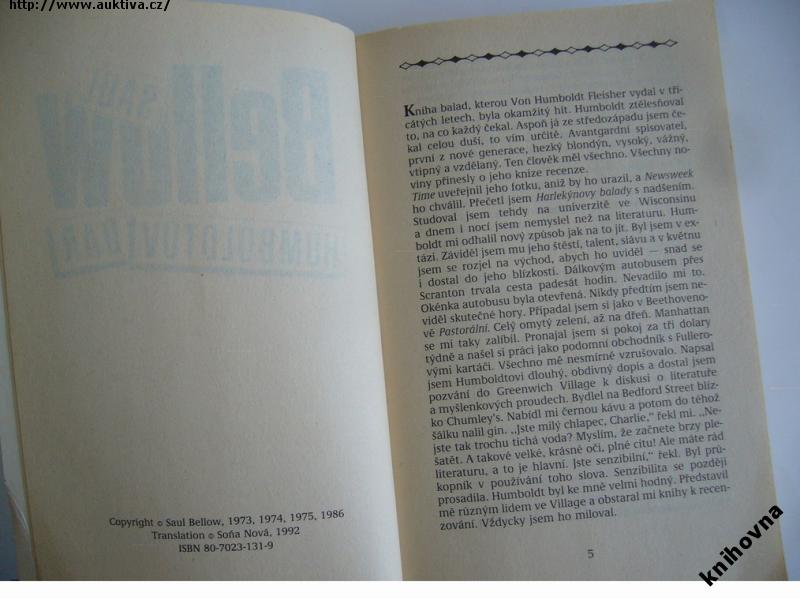 http://www.auktiva.cz/
SAUL
Bellow
HUMBOLDTŮV DAR
Copyright © Saul Bellow, 1973, 1974, 1975, 1986
Translation © Soňa Nová, 1992
ISBN 80-7023-131-9
Kniha balad, kterou Von Humboldt Fleisher vydal v tři-
cátých letech, byla okamžitý hit. Humboldt ztělesňoval
to, na co každý čekal. Aspoň já ze středozápadu jsem če-
kal celou duší, to vím určitě. Avantgardní spisovatel,
první z nové generace, hezký blondýn, vysoký, vážný,
vtipný a vzdělaný. Ten člověk měl všechno. Všechny no-
viny přinesly o jeho knize recenze.
Time uveřejnil jeho fotku, aniž by ho urazil, a Newsweek
ho chválil. Přečetl jsem Harlekýnovy balady s nadšením.
Studoval jsem tehdy na univerzitě ve Wisconsinu
a dnem i nocí jsem nemyslel než na literaturu. Hum-
boldt mi odhalil nový způsob jak na to jít. Byl jsem v ex-
tázi. Záviděl jsem mu jeho štěstí, talent, slávu a v květnu
jsem se rozjel na východ, abych ho uviděl — snad se
i dostal do jeho blízkosti. Dálkovým autobusem přes
Scranton trvala cesta padesát hodin. Nevadilo mi to.
Okénka autobusu byla otevřená. Nikdy předtím jsem ne-
viděl skutečné hory. Připadal jsem si jako v Beethoveno-
vě Pastorální. Celý omytý zelení, až na dřeň. Manhattan
se mi taky zalíbil. Pronajal jsem si pokoj za tři dolary
týdně a našel si práci jako podomní obchodník s Fullero-
vými kartáči. Všechno mě nesmírně vzrušovalo. Napsal
jsem Humboldtovi dlouhý, obdivný dopis a dostal jsem
pozvání do Greenwich Village k diskusi o literatuře
a myšlenkových proudech. Bydlel na Bedford Street blíz-
ko Chumley's. Nabídl mi černou kávu a potom do téhož
šálku nalil gin. „Jste milý chlapec, Charlie,“ řekl mi. „Ne-
jste tak trochu tichá voda? Myslím, že začnete brzy ple-
šatět. A takové velké, krásné oči, plné citu! Ale máte rád
literaturu, a to je hlavní. Jste senzibilní,“ řekl. Byl prů-
kopník v používání toho slova. Senzibilita se později
prosadila. Humboldt byl ke mně velmi hodný. Představil
mě různým lidem ve Village a obstaral mi knihy k recen-
zování. Vždycky jsem ho miloval.
5
knihovna